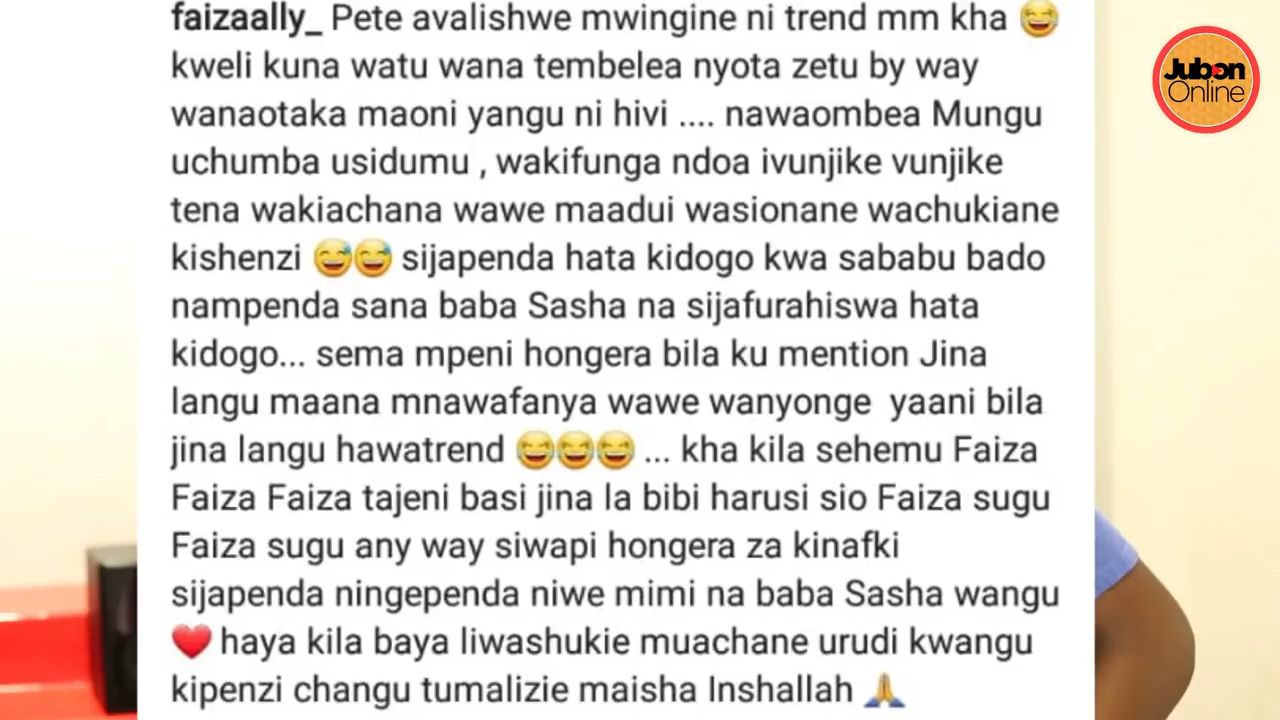 faizaally_ Pete avalishwe mwingine ni trend mm kha 😂
kweli kuna watu wana tembelea nyota zetu by way
wanaotaka maoni yangu ni hivi .... nawaombea Mungu
uchumba usidumu , wakifunga ndoa ivunjike vunjike
tena wakiachana wawe maadui wasionane wachukiane
kishenzi 😅😅 sijapenda hata kidogo kwa sababu bado
nampenda sana baba Sasha na sijafurahiswa hata
kidogo... sema mpeni hongera bila ku mention Jina
langu maana mnawafanya wawe wanyonge yaani bila
jina langu hawatrend 😂😂😂 ... kha kila sehemu Faiza
Faiza Faiza tajeni basi jina la bibi harusi sio Faiza sugu
Faiza sugu any way siwapi hongera za kinafki
sijapenda ningependa niwe mimi na baba Sasha wangu
❤️ haya kila baya liwashukie muachane urudi kwangu
kipenzi changu tumalizie maisha Inshallah 🙏
Jubon
Online